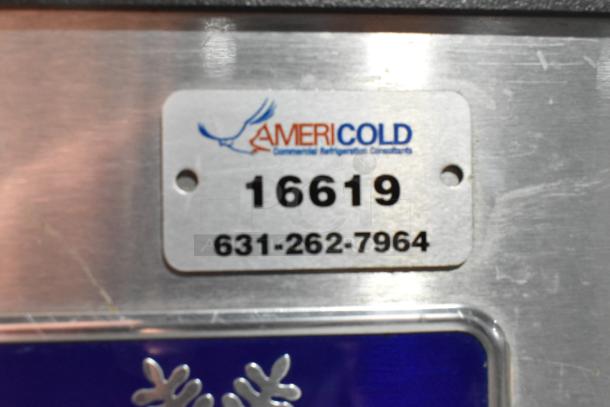 AMERICOLD
Commercial Refrigeration Consultants
16619
631-262-7964